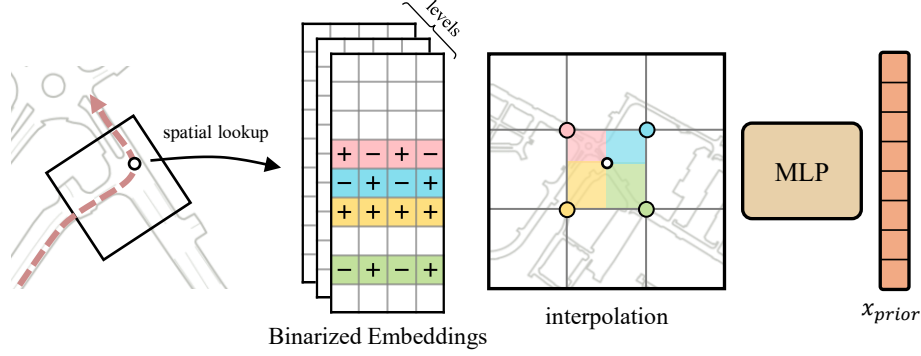 levels
spatial lookup
+ − + −
− + − +
+ + + +
− + − +
Binarized Embeddings
interpolation
MLP
x_prior